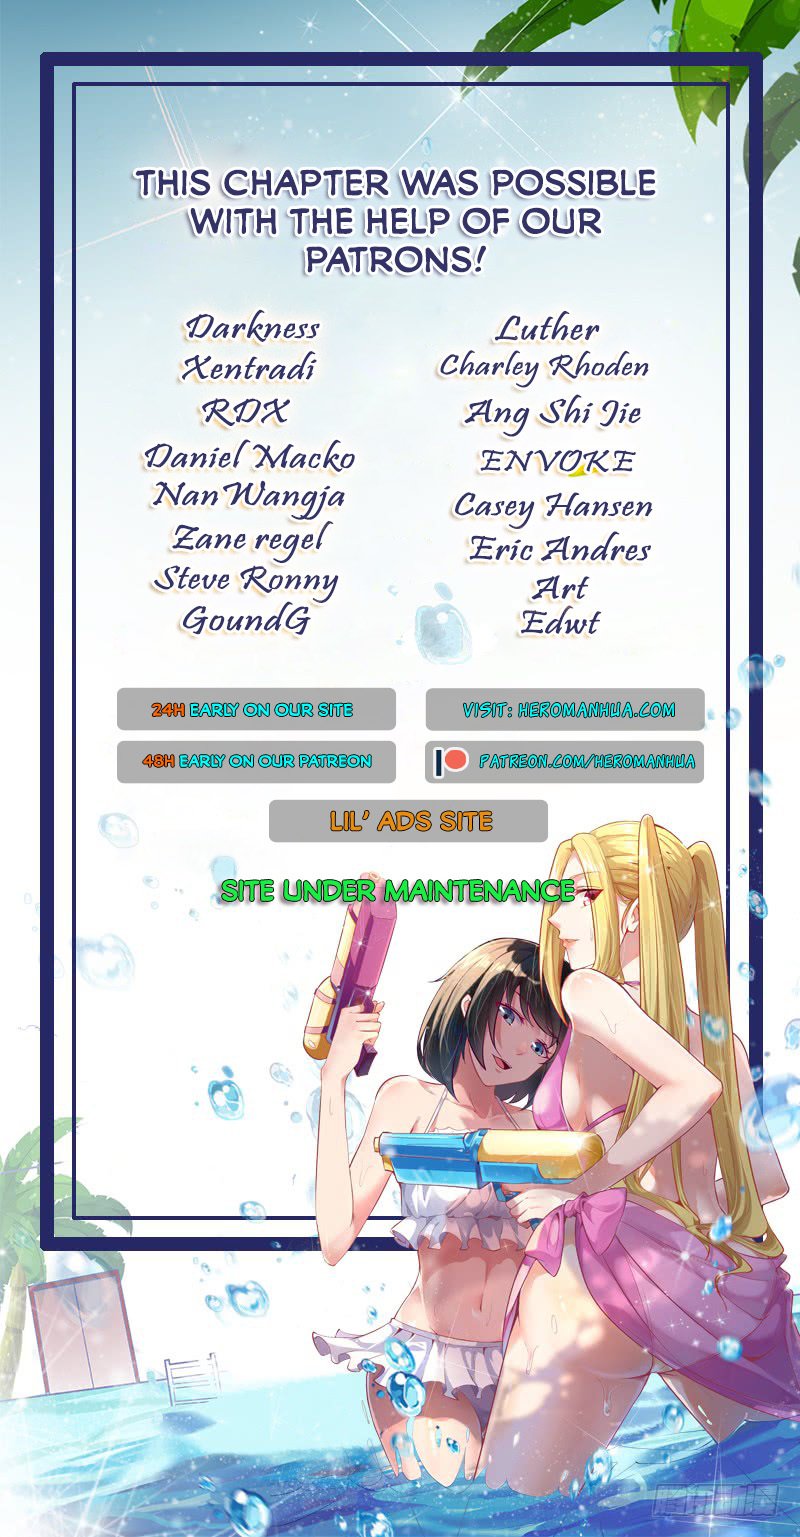 THIS CHAPTER WAS POSSIBLE
WITH THE HELP OF OUR
PATRONS!
Darkness
Xentradi
RDX
Daniel Macko
NanWangja
Zane regel
Steve Ronny
GoundG
Luther
Charley Rhoden
Ang Shi Jie
ENVOKE
Casey Hansen
Eric Andres
Art
Edwt
24H EARLY ON OUR SITE
VISIT: HEROMANHUA.COM
48H EARLY ON OUR PATREON
PATREON.COM/HEROMANHUA
LIL' ADS SITE
SITE UNDER MAINTENANCE